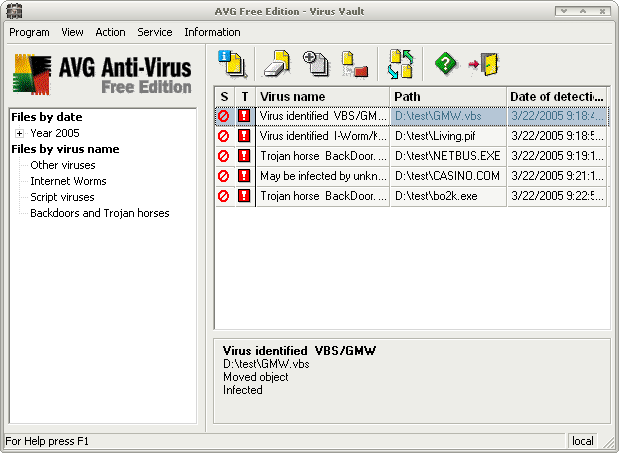 AVG Free Edition - Virus Vault
Program View Action Service Information
AVG Anti-Virus
Free Edition
Files by date
Year 2005
Files by virus name
Other viruses
Internet Worms
Script viruses
Backdoors and Trojan horses
S T Virus name Path Date of detecti...
Virus identified VBS/GM... D:\test\GMW.vbs 3/22/2005 9:18:4...
Virus identified I-Worm/... D:\test\Living.pif 3/22/2005 9:18:5...
Trojan horse BackDoor.... D:\test\NETBUS.EXE 3/22/2005 9:19:1...
May be infected by unkn... D:\test\CASINO.COM 3/22/2005 9:21:1...
Trojan horse BackDoor.... D:\test\bo2k.exe 3/22/2005 9:22:5...
Virus identified VBS/GMW
D:\test\GMW.vbs
Moved object
Infected
For Help press F1
local